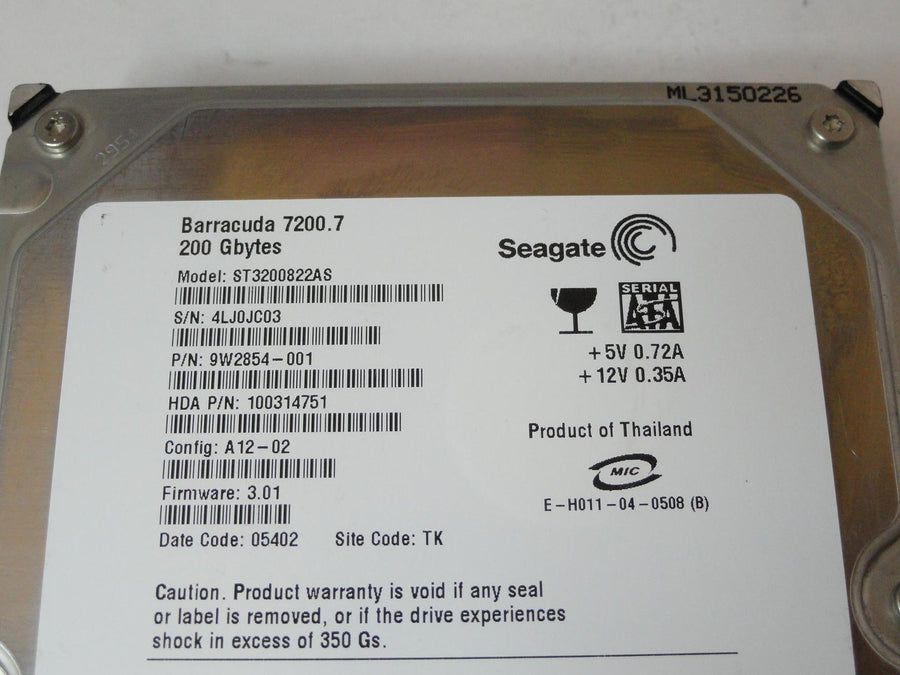 ML3150226
2954
Barracuda 7200.7
200 Gbytes
Model: ST3200822AS
S/N: 4LJ0JC03
P/N: 9W2854-001
HDA P/N: 100314751
Config: A12-02
Firmware: 3.01
Date Code: 05402 Site Code: TK
Seagate
SERIAL
ATA
+5V 0.72A
+12V 0.35A
Product of Thailand
MIC
E-H011-04-0508 (B)
Caution. Product warranty is void if any seal
or label is removed, or if the drive experiences
shock in excess of 350 Gs.